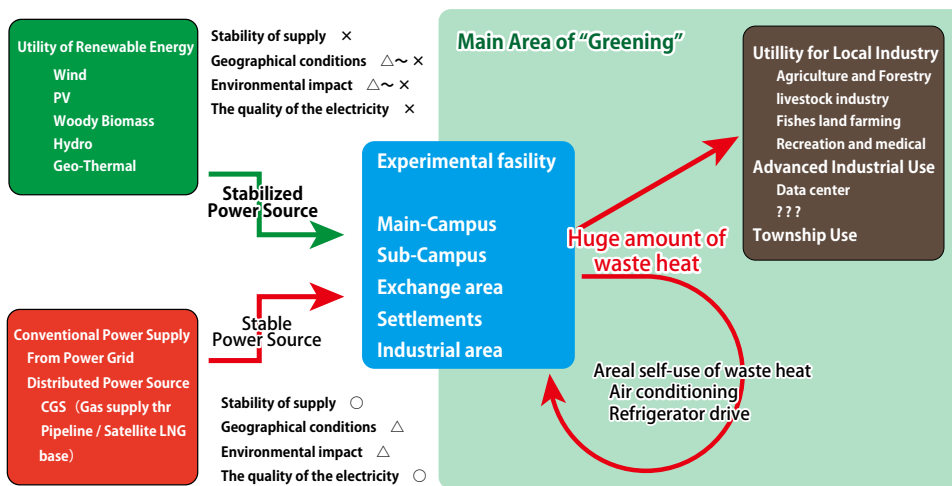 Utility of Renewable Energy
Wind
PV
Woody Biomass
Hydro
Geo-Thermal
Stability of supply ×
Geographical conditions △～×
Environmental impact △～×
The quality of the electricity ×
Stabilized
Power Source
Conventional Power Supply
From Power Grid
Distributed Power Source
CGS（Gas supply thr
Pipeline / Satellite LNG
base）
Stable
Power Source
Stability of supply ○
Geographical conditions △
Environmental impact △
The quality of the electricity ○
Main Area of “Greening”
Experimental fasility
Main-Campus
Sub-Campus
Exchange area
Settlements
Industrial area
Huge amount of
waste heat
Areal self-use of waste heat
Air conditioning
Refrigerator drive
Utillity for Local Industry
Agriculture and Forestry
livestock industry
Fishes land farming
Recreation and medical
Advanced Industrial Use
Data center
? ? ?
Township Use